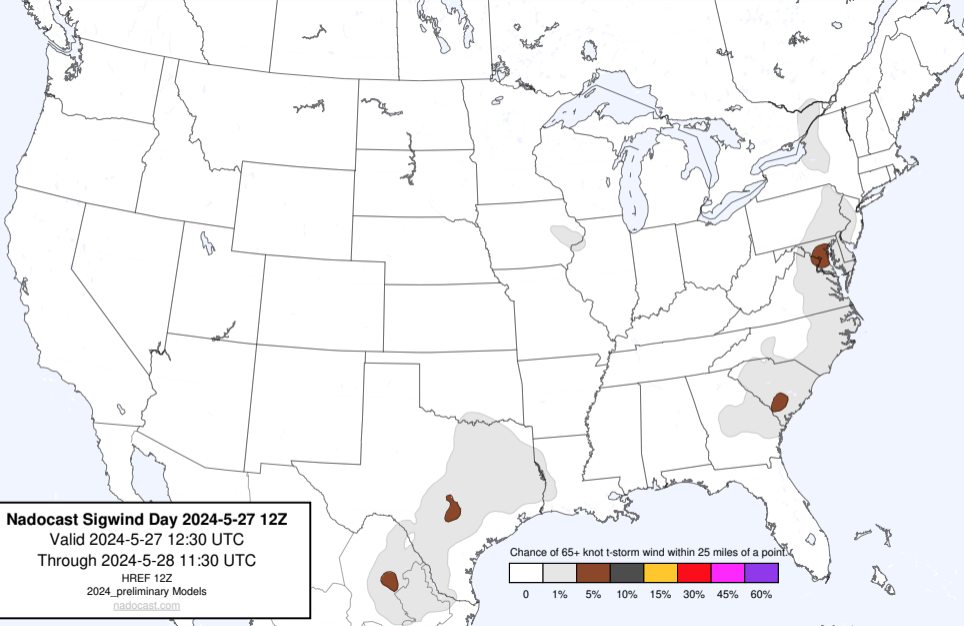 Nadocast Sigwind Day 2024-5-27 12Z
Valid 2024-5-27 12:30 UTC
Through 2024-5-28 11:30 UTC
HREF 12Z
2024_preliminary Models
nadocast.com
Chance of 65+ knot t-storm wind within 25 miles of a point.
0 1% 5% 10% 15% 30% 45% 60%